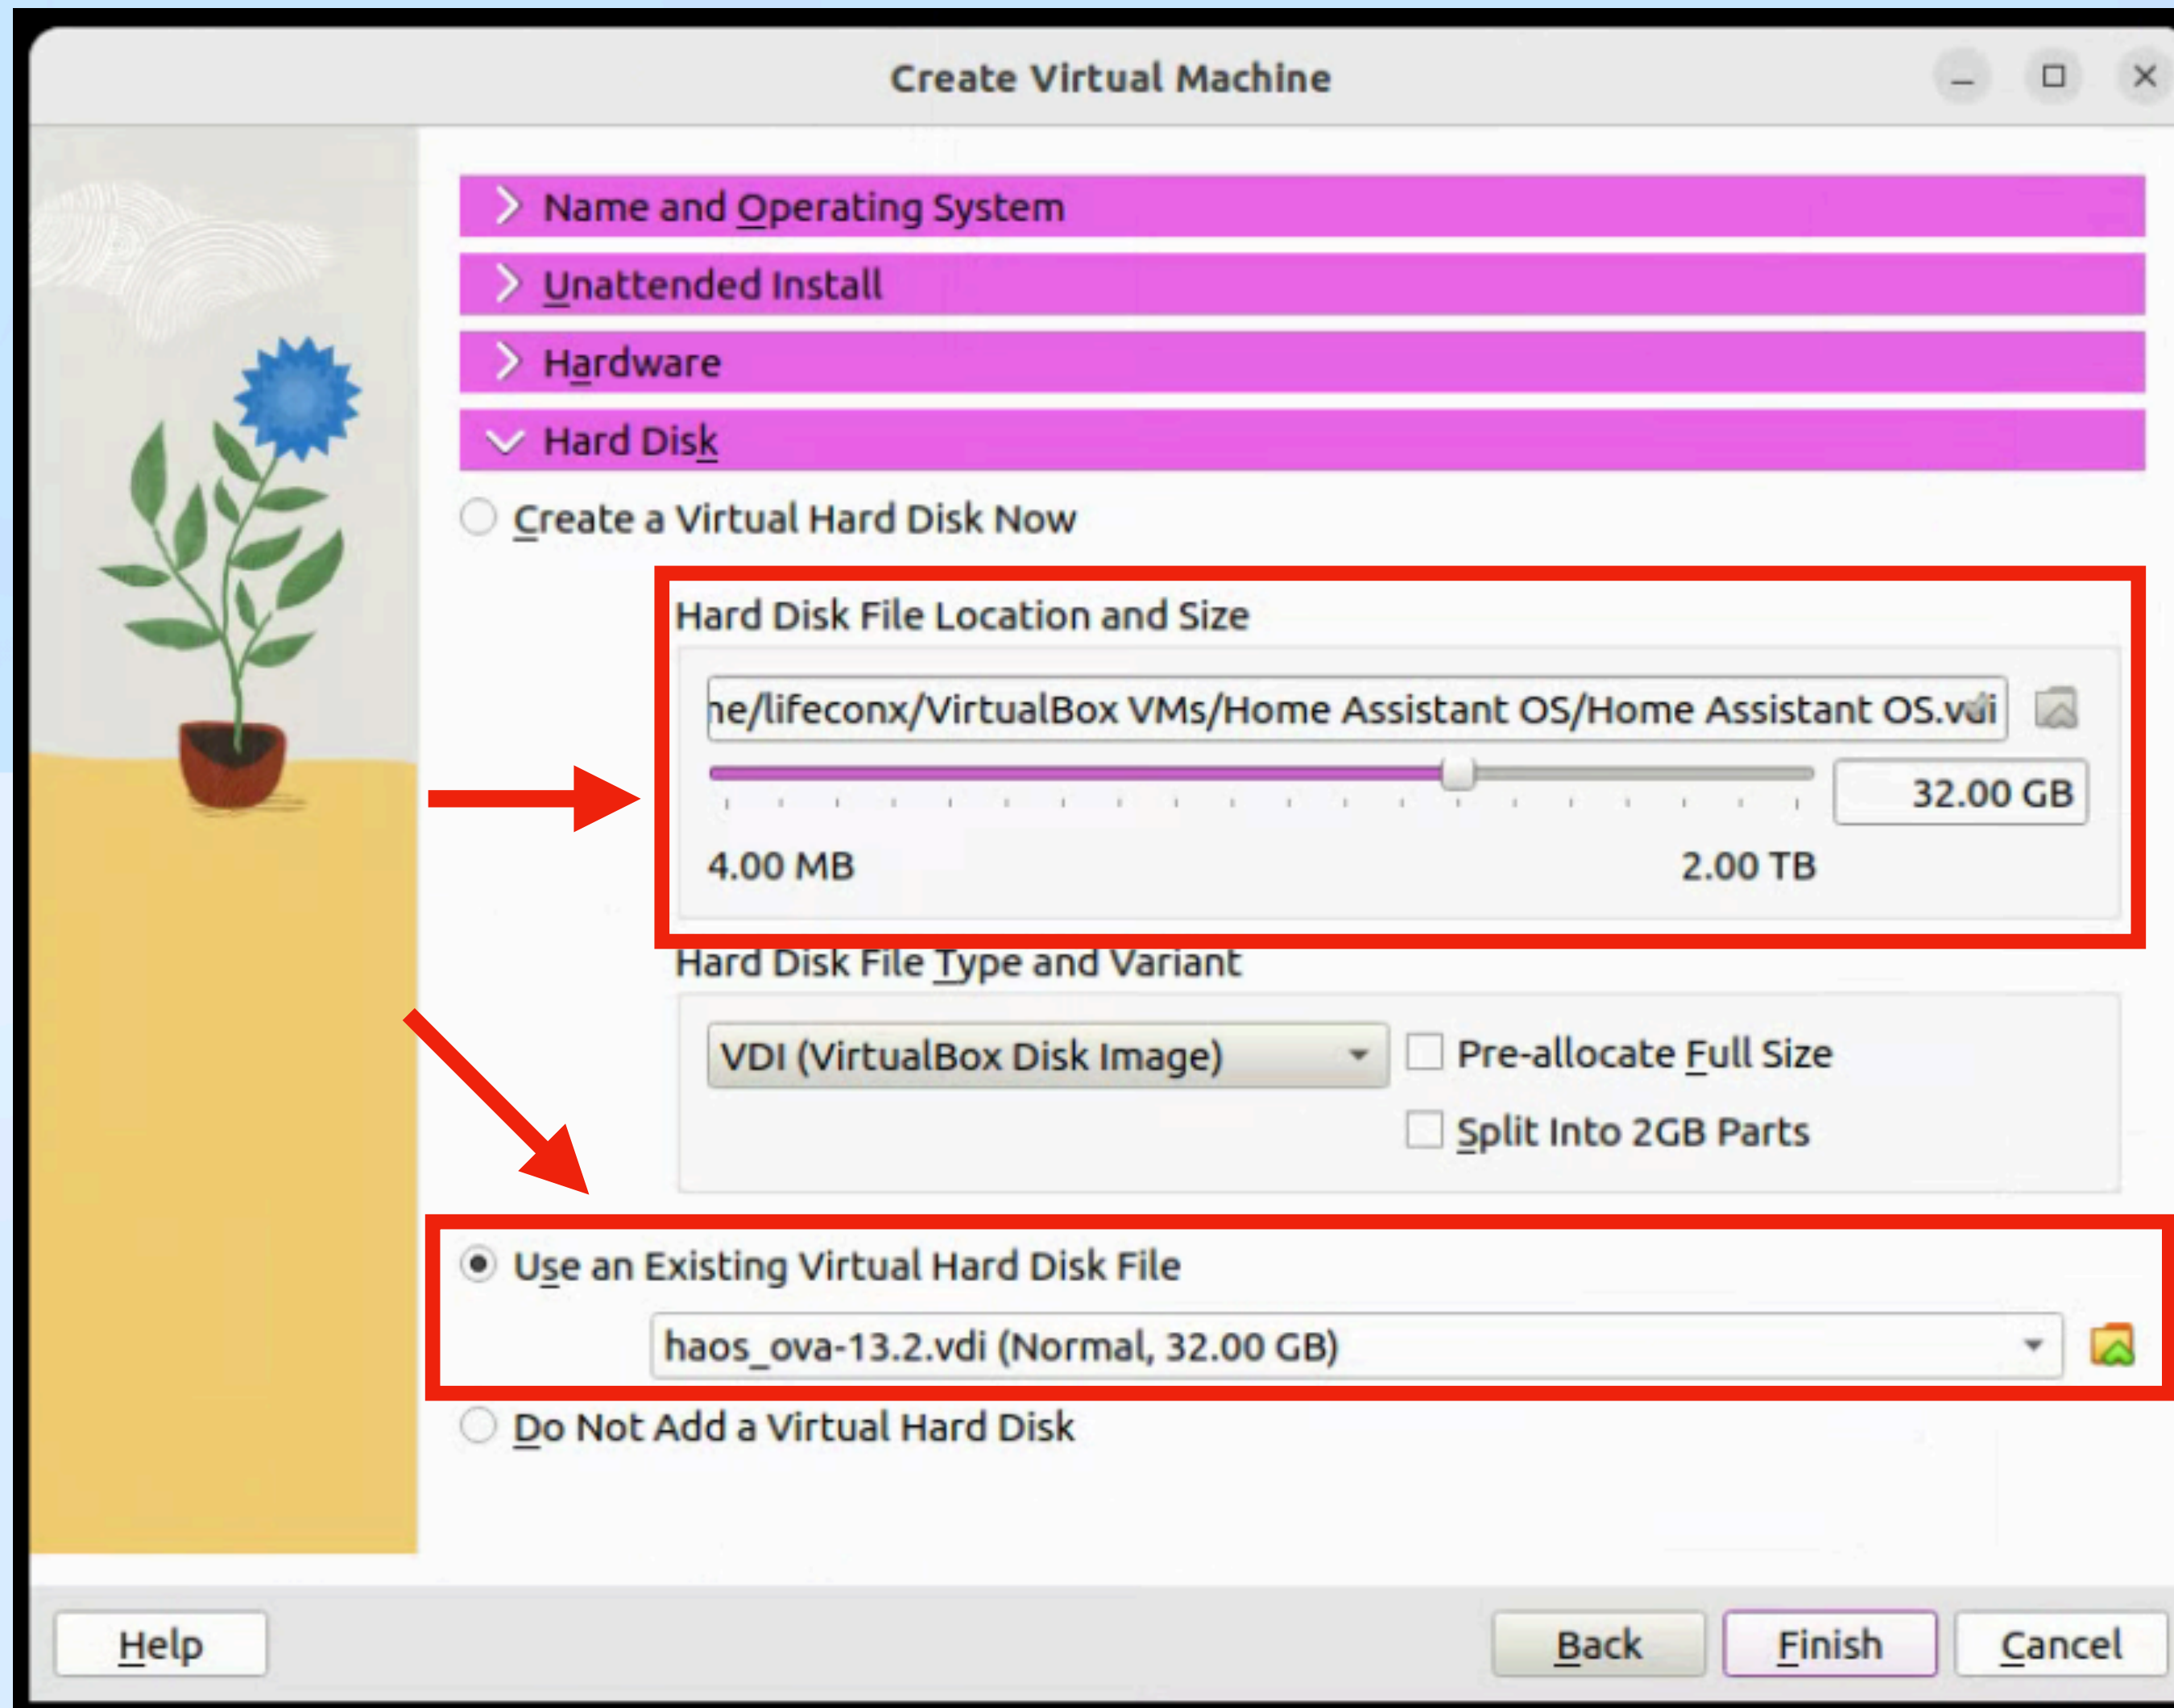 Create Virtual Machine
Name and Operating System
Unattended Install
Hardware
Hard Disk
Create a Virtual Hard Disk Now
Hard Disk File Location and Size
ne/lifeconx/VirtualBox VMs/Home Assistant OS/Home Assistant OS.vdi
32.00 GB
4.00 MB 2.00 TB
Hard Disk File Type and Variant
VDI (VirtualBox Disk Image) Pre-allocate Full Size
Split Into 2GB Parts
Use an Existing Virtual Hard Disk File
haos_ova-13.2.vdi (Normal, 32.00 GB)
Do Not Add a Virtual Hard Disk
Help Back Finish Cancel